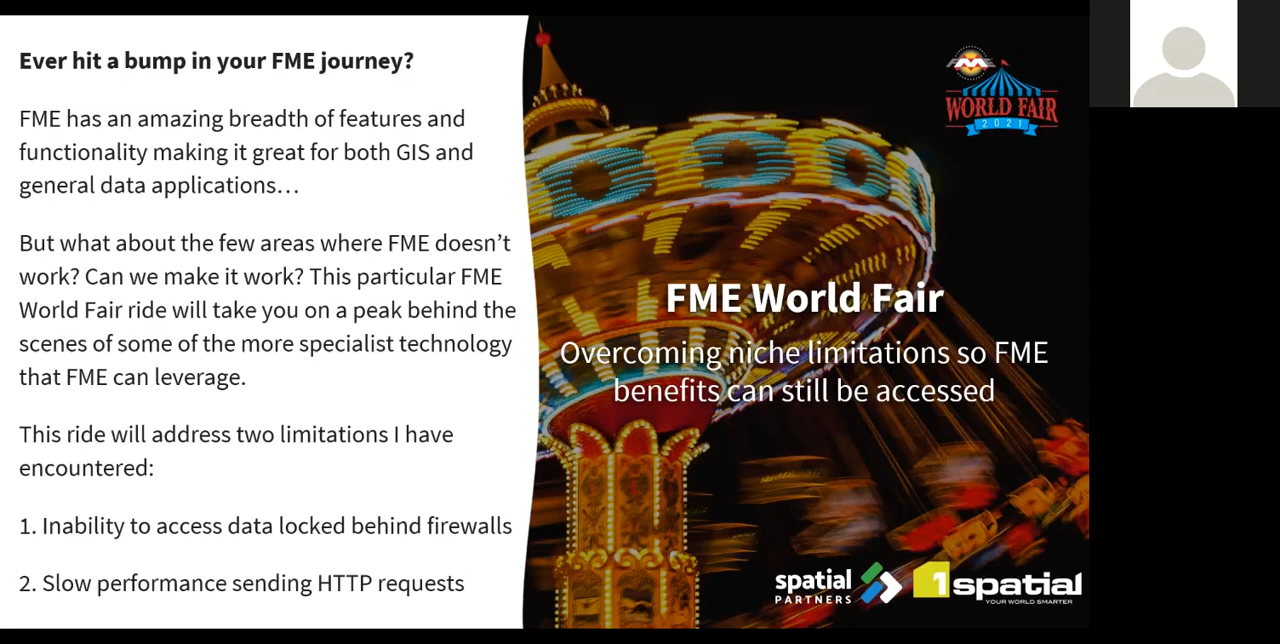 Ever hit a bump in your FME journey?
FME has an amazing breadth of features and
functionality making it great for both GIS and
general data applications…
But what about the few areas where FME doesn’t
work? Can we make it work? This particular FME
World Fair ride will take you on a peak behind the
scenes of some of the more specialist technology
that FME can leverage.
This ride will address two limitations I have
encountered:
1. Inability to access data locked behind firewalls
2. Slow performance sending HTTP requests
FME
WORLD FAIR
2021
FME World Fair
Overcoming niche limitations so FME
benefits can still be accessed
spatial
PARTNERS
1spatial
YOUR WORLD SMARTER